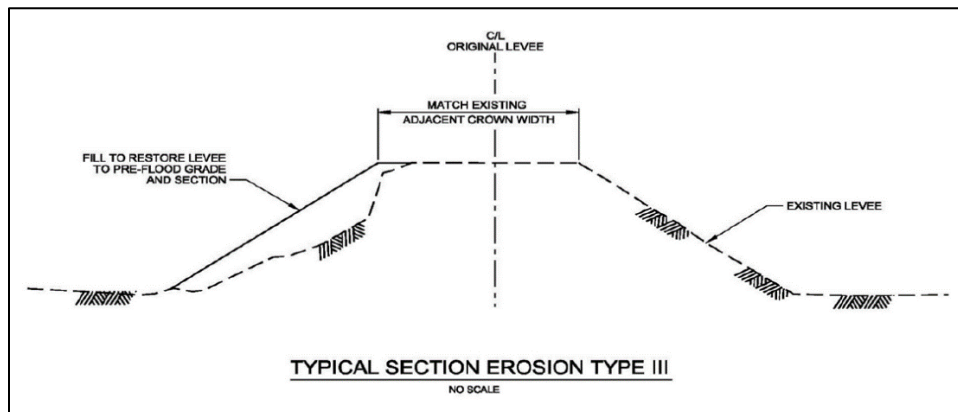 C/L
ORIGINAL LEVEE
MATCH EXISTING
ADJACENT CROWN WIDTH
FILL TO RESTORE LEVEE
TO PRE-FLOOD GRADE
AND SECTION
EXISTING LEVEE
TYPICAL SECTION EROSION TYPE III
NO SCALE